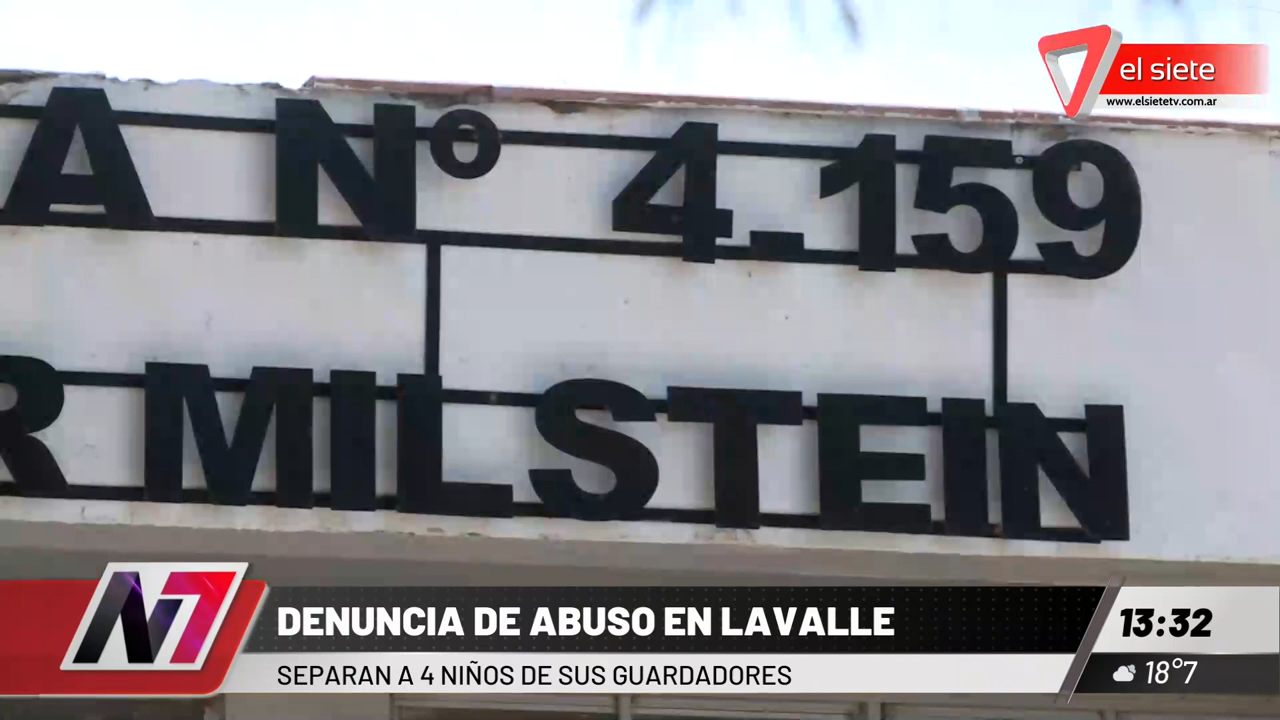 el siete
www.elsietetv.com.ar
A Nº 4-159
R MILSTEIN
N7
DENUNCIA DE ABUSO EN LAVALLE
13:32
SEPARAN A 4 NIÑOS DE SUS GUARDADORES
18°7